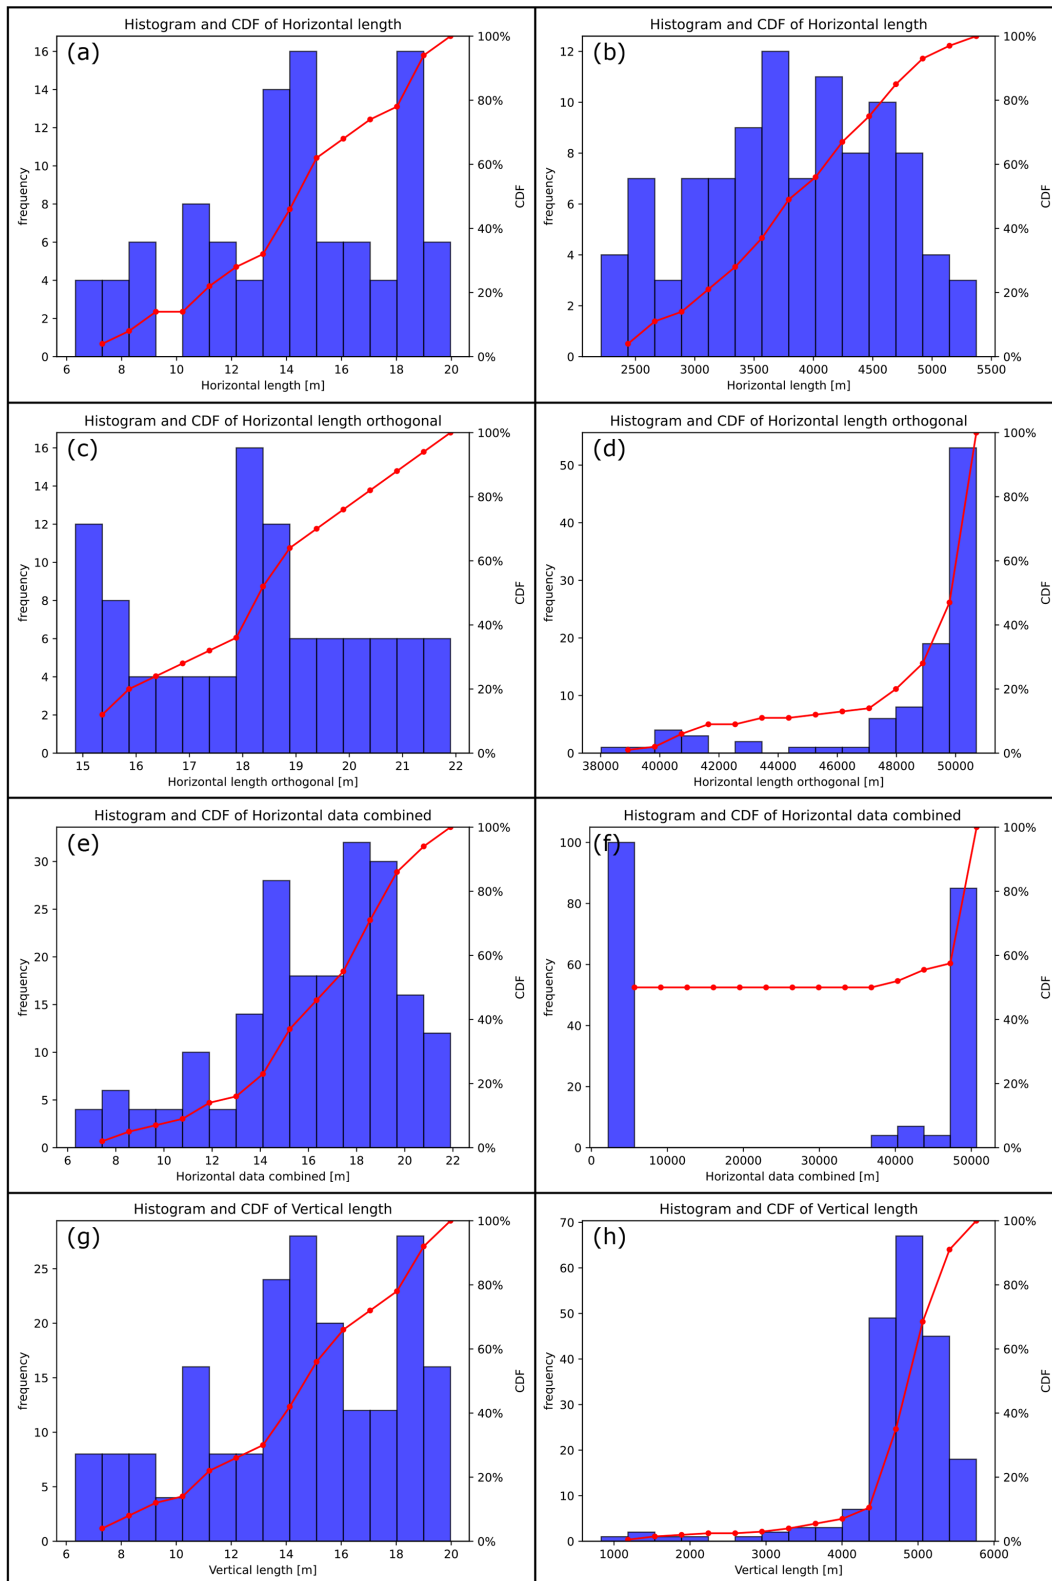 Histogram and CDF of Horizontal length
(a)
16
14
12
10
8
6
4
2
0
frequency
100%
80%
60%
40%
20%
0%
CDF
6 8 10 12 14 16 18 20
Horizontal length [m]
Histogram and CDF of Horizontal length
(b)
12
10
8
6
4
2
0
frequency
100%
80%
60%
40%
20%
0%
CDF
2500 3000 3500 4000 4500 5000 5500
Horizontal length [m]
Histogram and CDF of Horizontal length orthogonal
(c)
16
14
12
10
8
6
4
2
0
frequency
100%
80%
60%
40%
20%
0%
CDF
15 16 17 18 19 20 21 22
Horizontal length orthogonal [m]
Histogram and CDF of Horizontal length orthogonal
(d)
50
40
30
20
10
0
frequency
100%
80%
60%
40%
20%
0%
CDF
38000 40000 42000 44000 46000 48000 50000
Horizontal length orthogonal [m]
Histogram and CDF of Horizontal data combined
(e)
30
25
20
15
10
5
0
frequency
100%
80%
60%
40%
20%
0%
CDF
6 8 10 12 14 16 18 20 22
Horizontal data combined [m]
Histogram and CDF of Horizontal data combined
(f)
100
80
60
40
20
0
frequency
100%
80%
60%
40%
20%
0%
CDF
0 10000 20000 30000 40000 50000
Horizontal data combined [m]
Histogram and CDF of Vertical length
(g)
25
20
15
10
5
0
frequency
100%
80%
60%
40%
20%
0%
CDF
6 8 10 12 14 16 18 20
Vertical length [m]
Histogram and CDF of Vertical length
(h)
70
60
50
40
30
20
10
0
frequency
100%
80%
60%
40%
20%
0%
CDF
1000 2000 3000 4000 5000 6000
Vertical length [m]